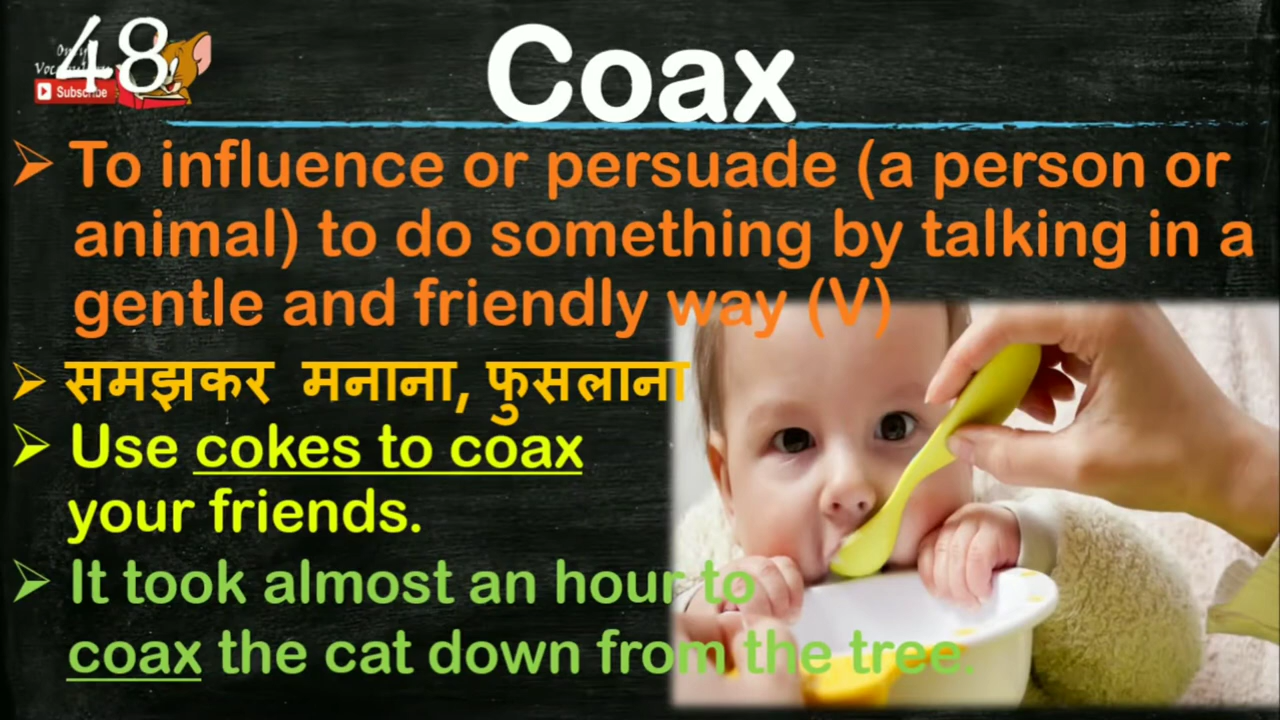 48
Subscribe
Coax
➢ To influence or persuade (a person or
animal) to do something by talking in a
gentle and friendly way (V)
➢ समझकर मनाना, फुसलाना
➢ Use cokes to coax
your friends.
➢ It took almost an hour to
coax the cat down from the tree.